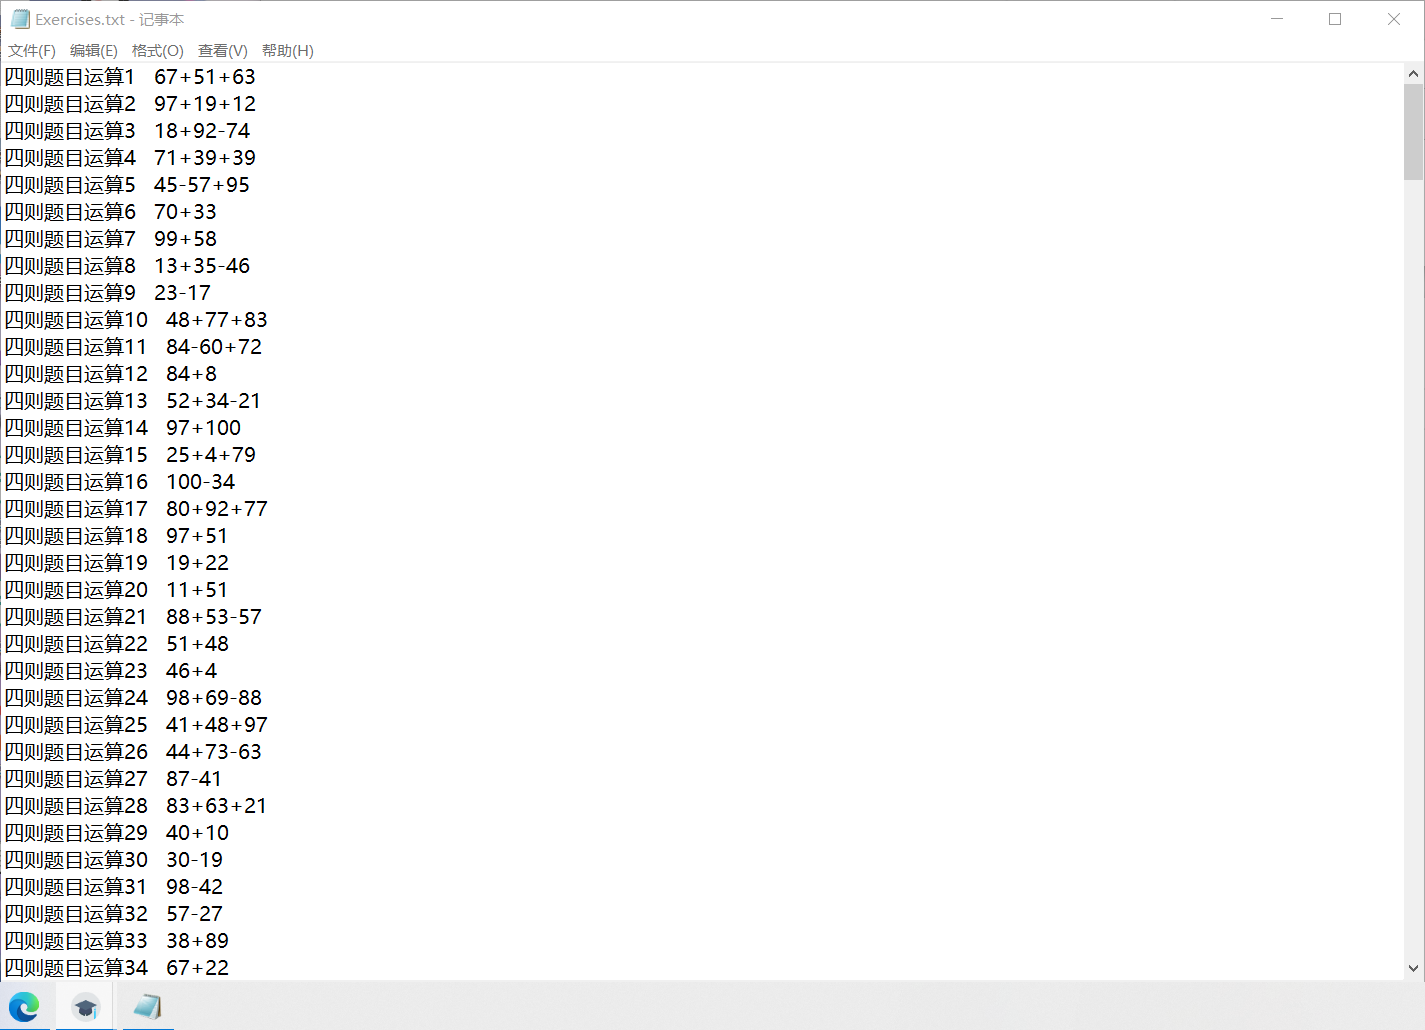 Exercises.txt - 记事本
文件(F) 编辑(E) 格式(O) 查看(V) 帮助(H)
四则题目运算1 67+51+63
四则题目运算2 97+19+12
四则题目运算3 18+92-74
四则题目运算4 71+39+39
四则题目运算5 45-57+95
四则题目运算6 70+33
四则题目运算7 99+58
四则题目运算8 13+35-46
四则题目运算9 23-17
四则题目运算10 48+77+83
四则题目运算11 84-60+72
四则题目运算12 84+8
四则题目运算13 52+34-21
四则题目运算14 97+100
四则题目运算15 25+4+79
四则题目运算16 100-34
四则题目运算17 80+92+77
四则题目运算18 97+51
四则题目运算19 19+22
四则题目运算20 11+51
四则题目运算21 88+53-57
四则题目运算22 51+48
四则题目运算23 46+4
四则题目运算24 98+69-88
四则题目运算25 41+48+97
四则题目运算26 44+73-63
四则题目运算27 87-41
四则题目运算28 83+63+21
四则题目运算29 40+10
四则题目运算30 30-19
四则题目运算31 98-42
四则题目运算32 57-27
四则题目运算33 38+89
四则题目运算34 67+22